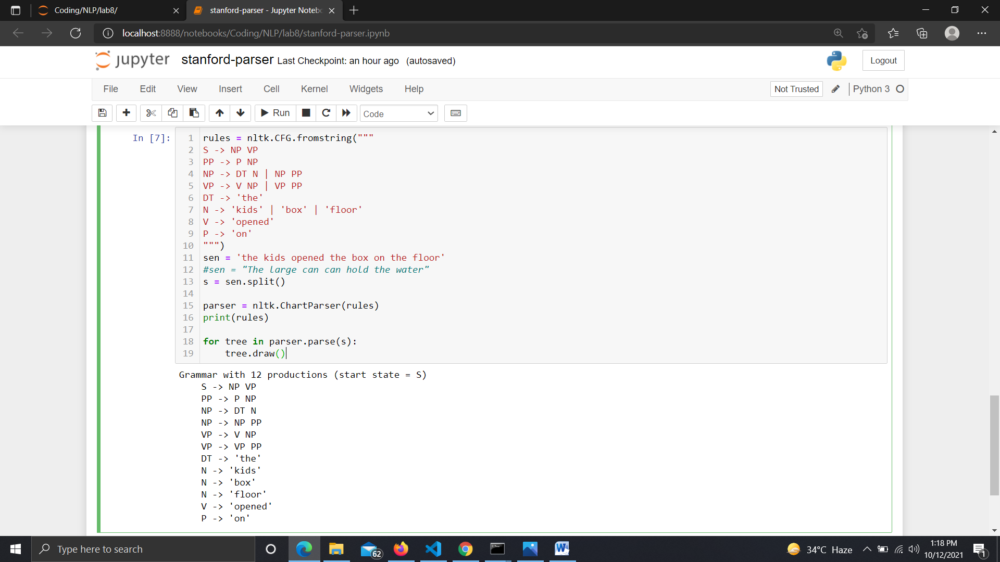 Coding/NLP/lab8/
stanford-parser - Jupyter Notebo
localhost:8888/notebooks/Coding/NLP/lab8/stanford-parser.ipynb
jupyter stanford-parser Last Checkpoint: an hour ago (autosaved)
Logout
File Edit View Insert Cell Kernel Widgets Help
Not Trusted
Python 3
Run
Code
In [7]:
1 rules = nltk.CFG.fromstring("""
2 S -> NP VP
3 PP -> P NP
4 NP -> DT N | NP PP
5 VP -> V NP | VP PP
6 DT -> 'the'
7 N -> 'kids' | 'box' | 'floor'
8 V -> 'opened'
9 P -> 'on'
10 """)
11 sen = 'the kids opened the box on the floor'
12 #sen = "The large can can hold the water"
13 s = sen.split()
14
15 parser = nltk.ChartParser(rules)
16 print(rules)
17
18 for tree in parser.parse(s):
19     tree.draw()
Grammar with 12 productions (start state = S)
    S -> NP VP
    PP -> P NP
    NP -> DT N
    NP -> NP PP
    VP -> V NP
    VP -> VP PP
    DT -> 'the'
    N -> 'kids'
    N -> 'box'
    N -> 'floor'
    V -> 'opened'
    P -> 'on'
Type here to search
62
34°C Haze
1:18 PM
10/12/2021
1